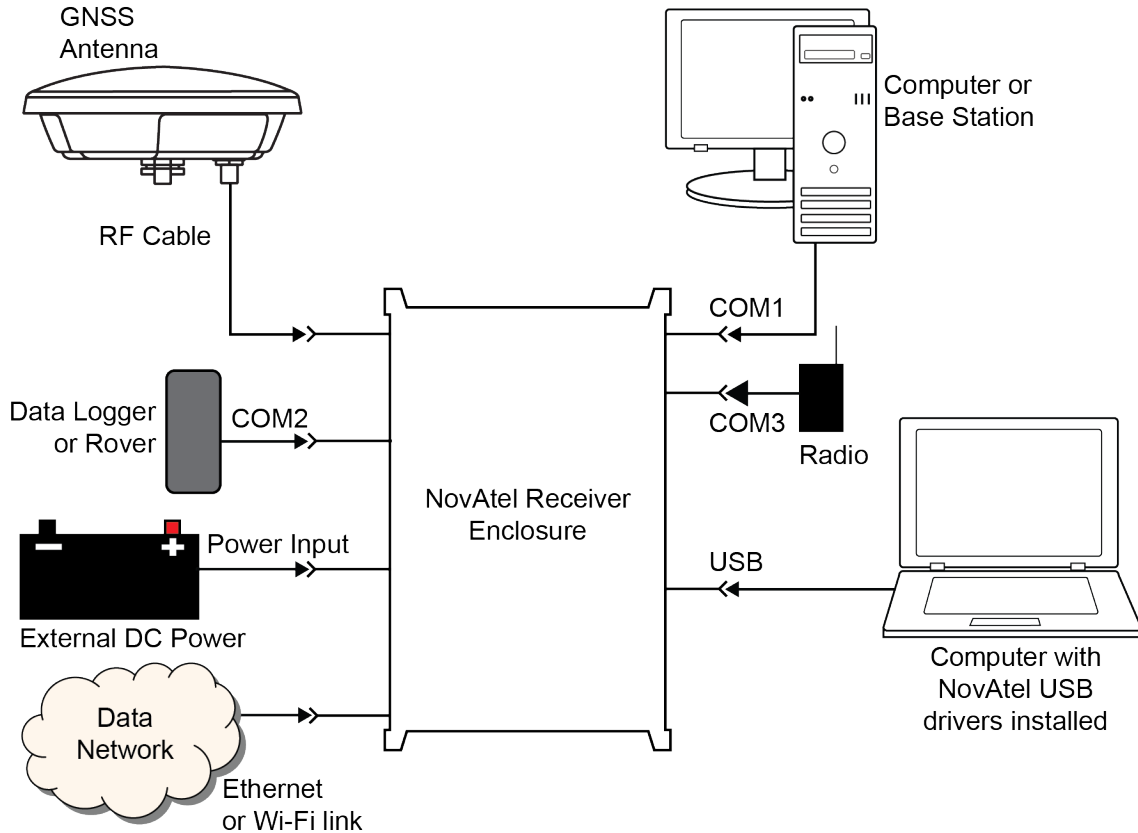 GNSS
Antenna
RF Cable
Computer or
Base Station
COM1
COM3
Radio
Data Logger
or Rover
COM2
NovAtel Receiver
Enclosure
Power Input
External DC Power
USB
Computer with
NovAtel USB
drivers installed
Data
Network
Ethernet
or Wi-Fi link